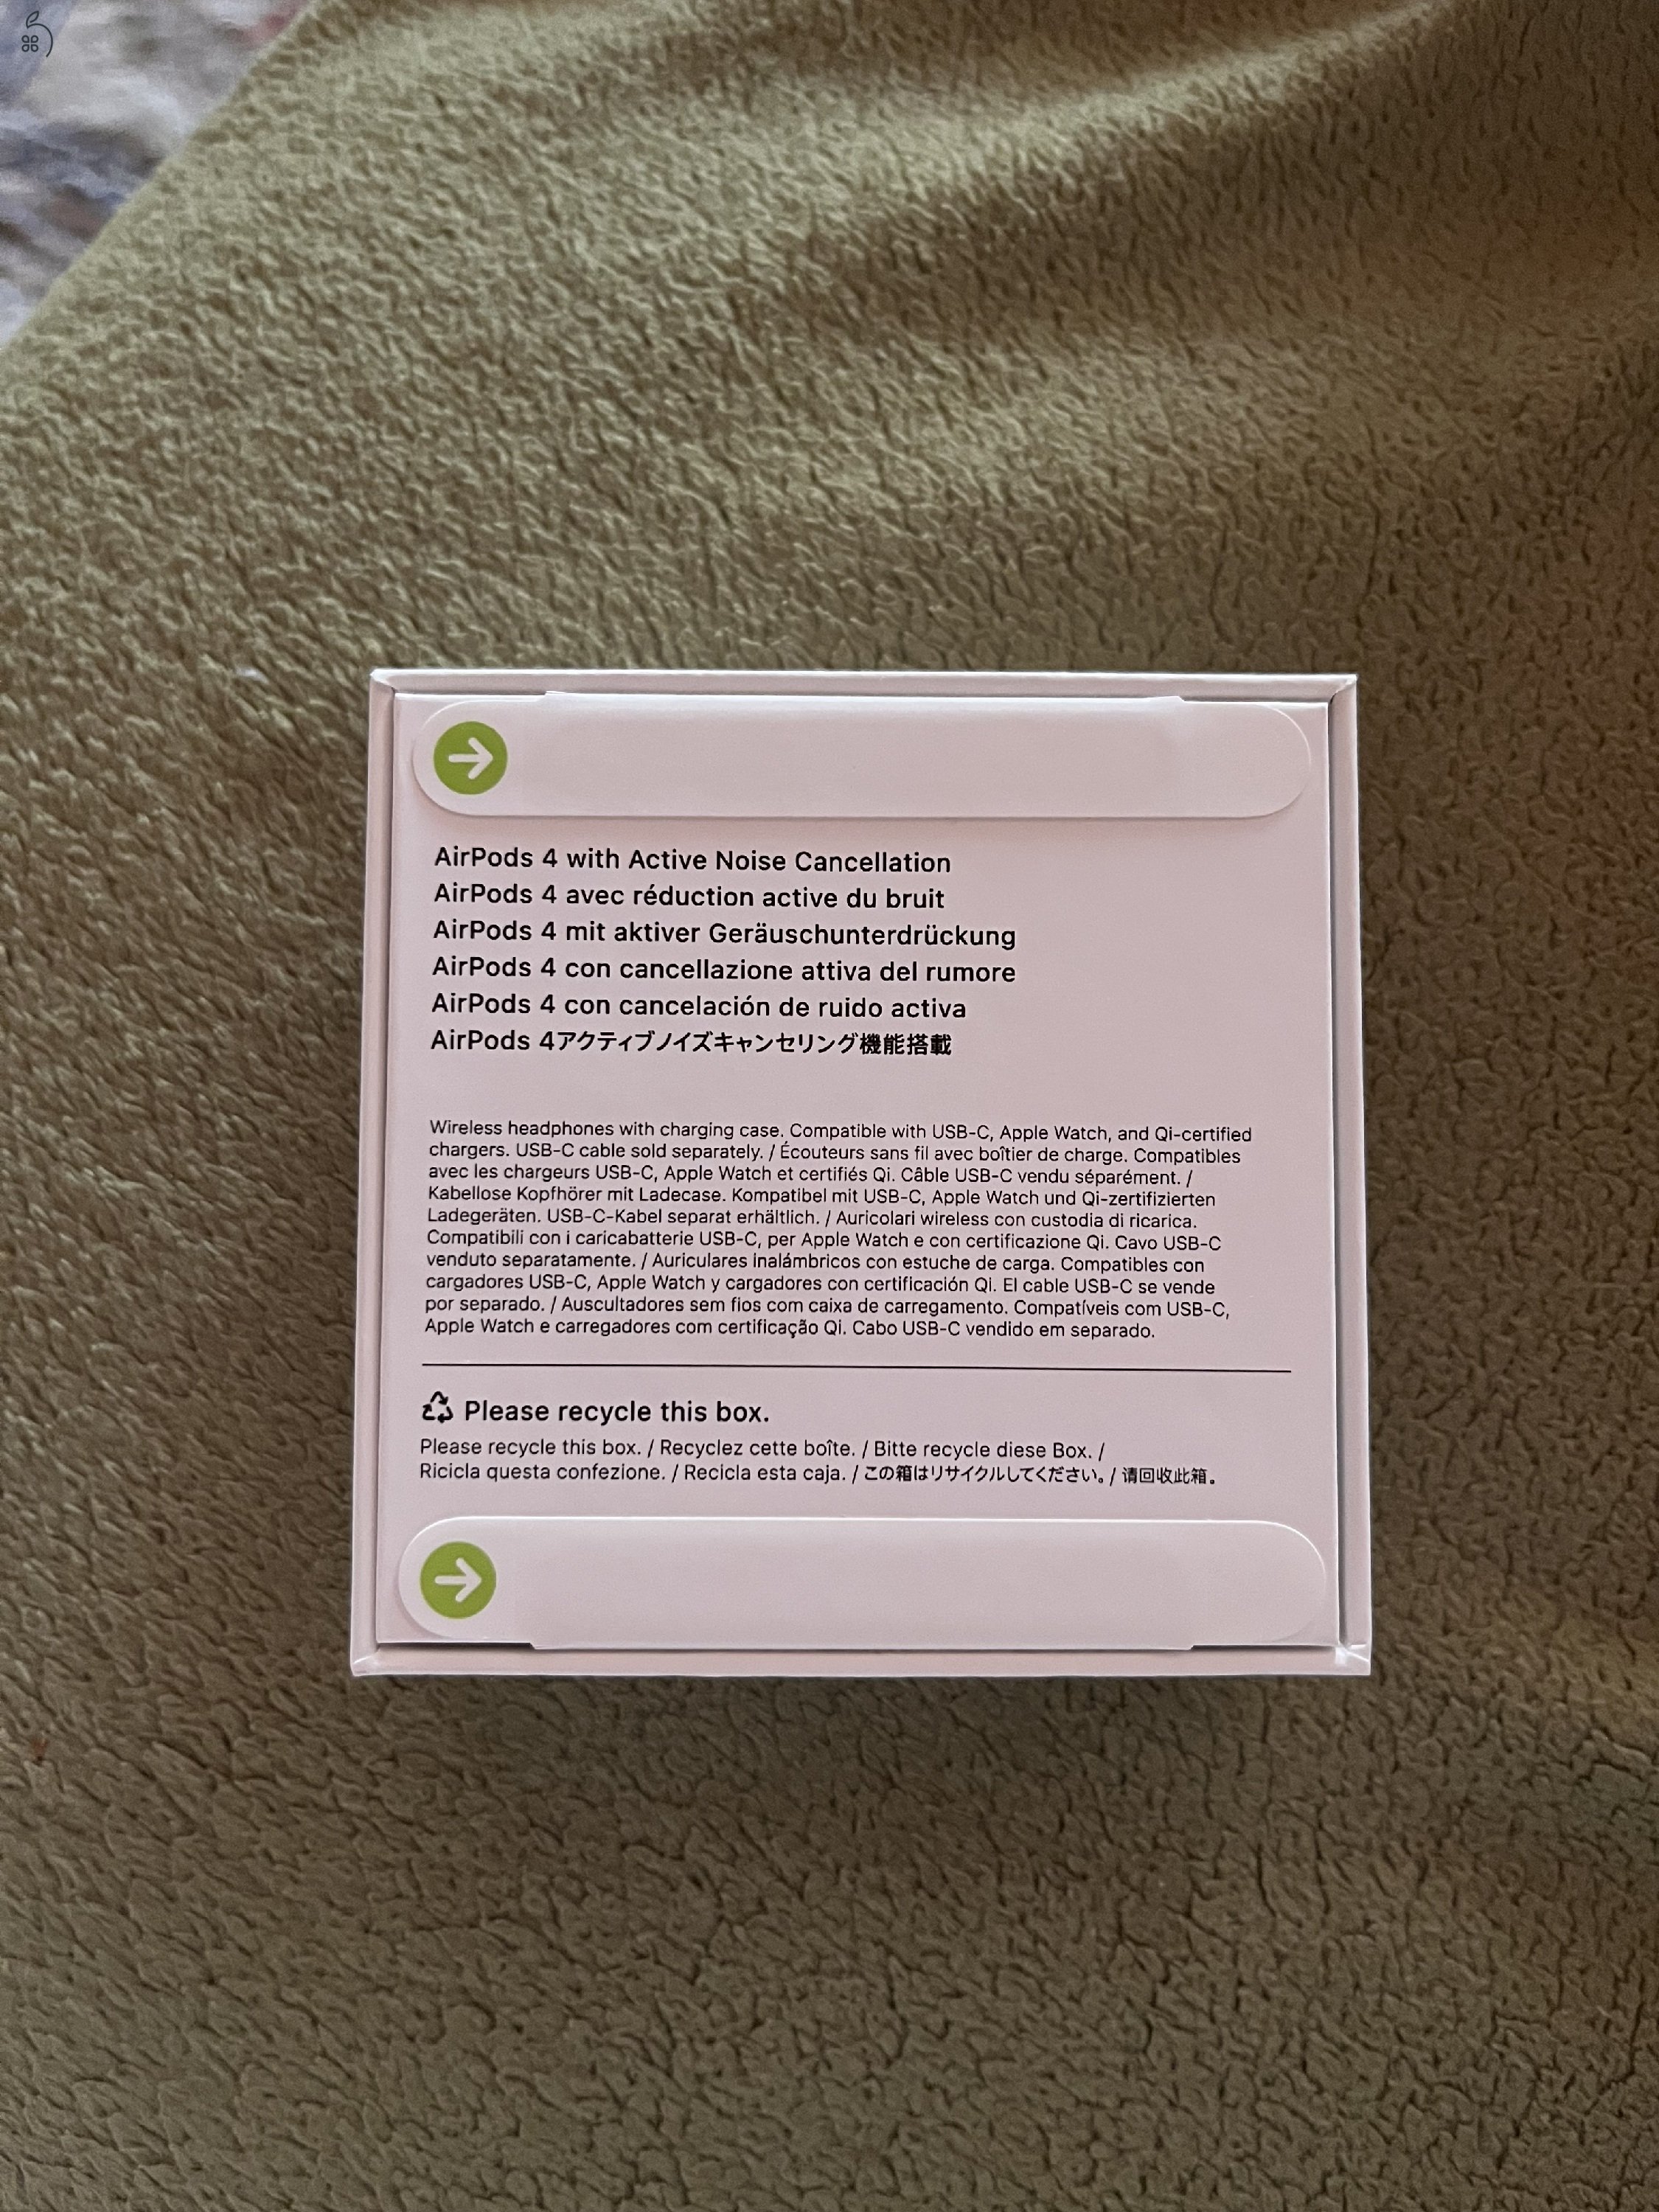 AirPods 4 with Active Noise Cancellation
AirPods 4 avec réduction active du bruit
AirPods 4 mit aktiver Geräuschunterdrückung
AirPods 4 con cancellazione attiva del rumore
AirPods 4 con cancelación de ruido activa
AirPods 4アクティブノイズキャンセリング機能搭載
Wireless headphones with charging case. Compatible with USB-C, Apple Watch, and Qi-certified
chargers. USB-C cable sold separately. / Écouteurs sans fil avec boîtier de charge. Compatibles
avec les chargeurs USB-C, Apple Watch et certifiés Qi. Câble USB-C vendu séparément. /
Kabellose Kopfhörer mit Ladecase. Kompatibel mit USB-C, Apple Watch und Qi-zertifizierten
Ladegeräten. USB-C-Kabel separat erhältlich. / Auricolari wireless con custodia di ricarica.
Compatibili con i caricabatterie USB-C, per Apple Watch e con certificazione Qi. Cavo USB-C
venduto separatamente. / Auriculares inalámbricos con estuche de carga. Compatibles con
cargadores USB-C, Apple Watch y cargadores con certificación Qi. El cable USB-C se vende
por separado. / Auscultadores sem fios com caixa de carregamento. Compatíveis com USB-C,
Apple Watch e carregadores com certificação Qi. Cabo USB-C vendido em separado.
Please recycle this box.
Please recycle this box. / Recyclez cette boîte. / Bitte recycle diese Box. /
Ricicla questa confezione. / Recicla esta caja. / この箱はリサイクルしてください。/ 请回收此箱。